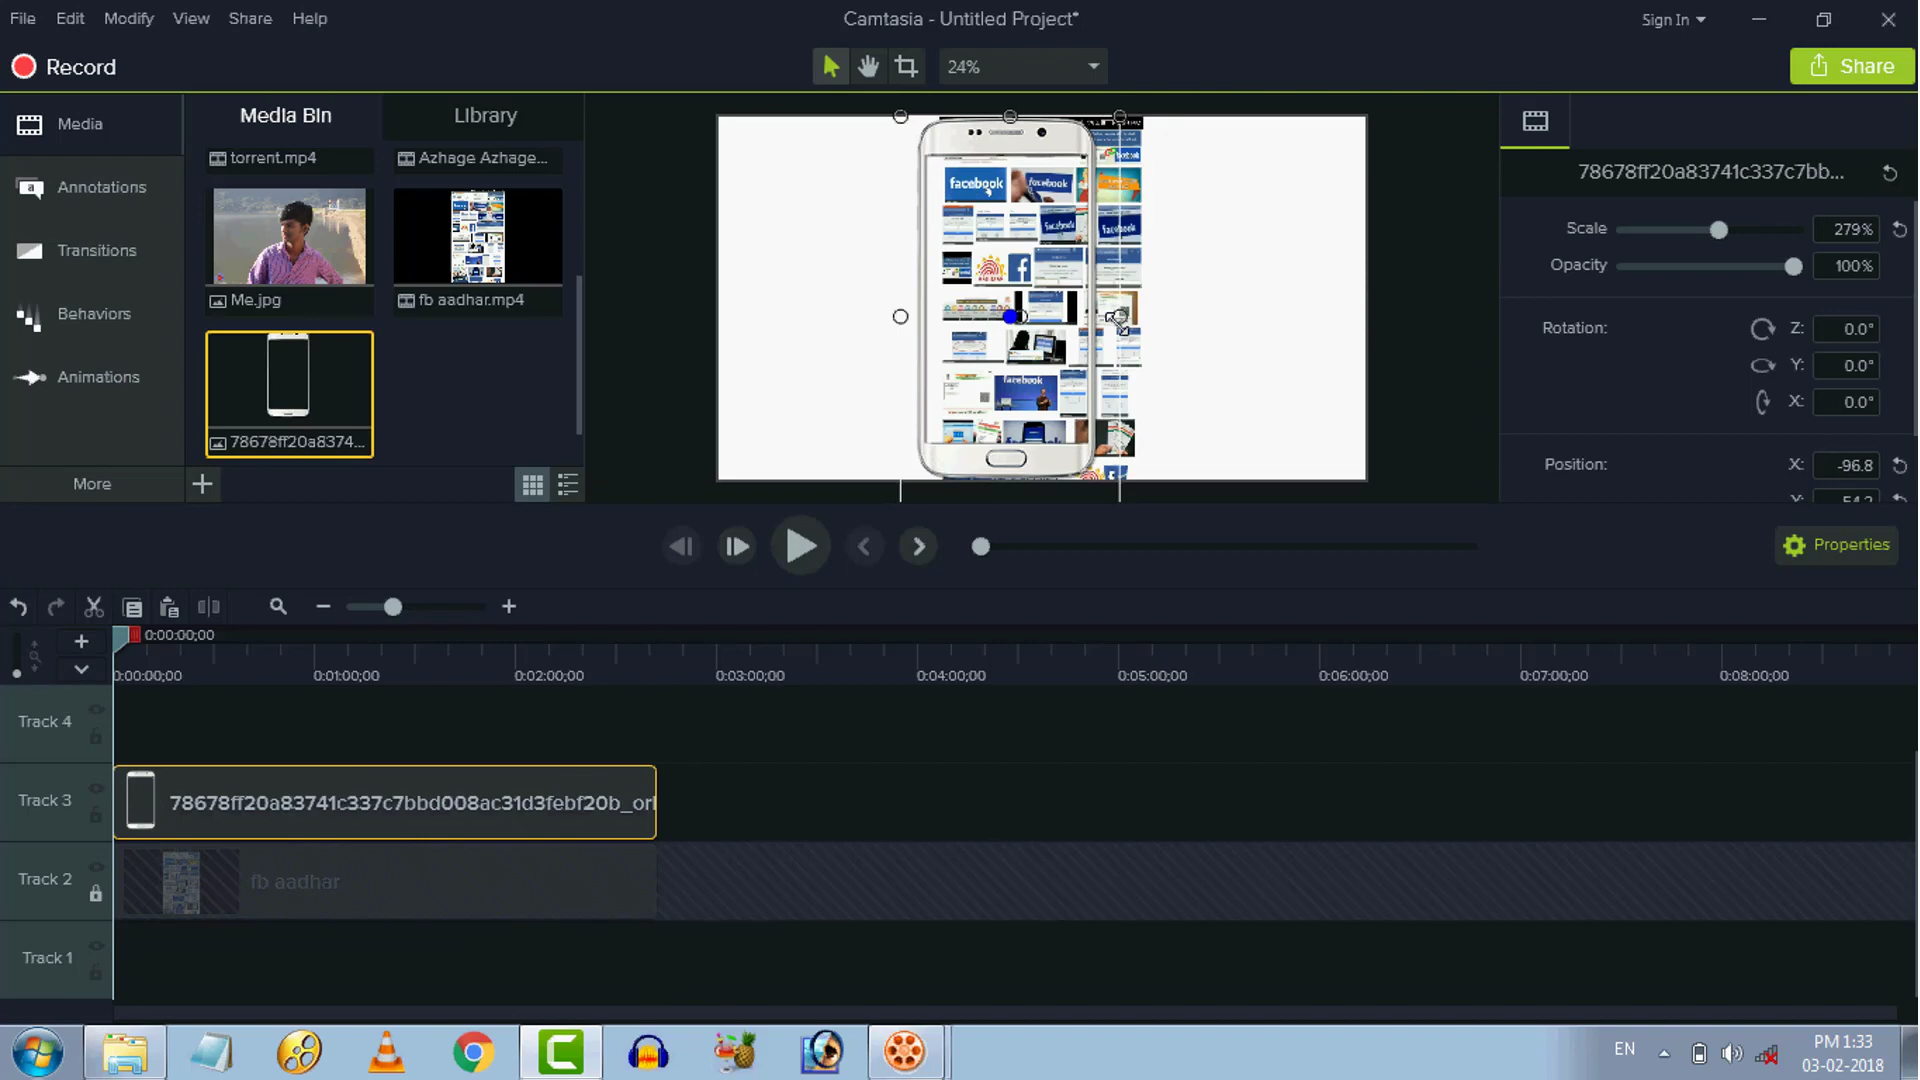 File Edit Modify View Share Help
Camtasia - Untitled Project*
Sign In
Record
24%
Share
Media
Media Bin
Library
78678ff20a83741c337c7bb...
torrent.mp4
Azhage Azhage...
Annotations
Scale 279%
Transitions
Opacity 100%
Me.jpg
fb aadhar.mp4
Behaviors
Rotation: Z: 0.0°
Y: 0.0°
Animations
X: 0.0°
78678ff20a8374...
Position: X: -96.8
More
facebook
facebook
facebook
facebook
Properties
0:00:00;00
0:00:00;00 0:01:00;00 0:02:00;00 0:03:00;00 0:04:00;00 0:05:00;00 0:06:00;00 0:07:00;00 0:08:00;00
Track 4
Track 3
78678ff20a83741c337c7bbd008ac31d3febf20b_orl
Track 2
fb aadhar
Track 1
EN
PM 1:33
03-02-2018